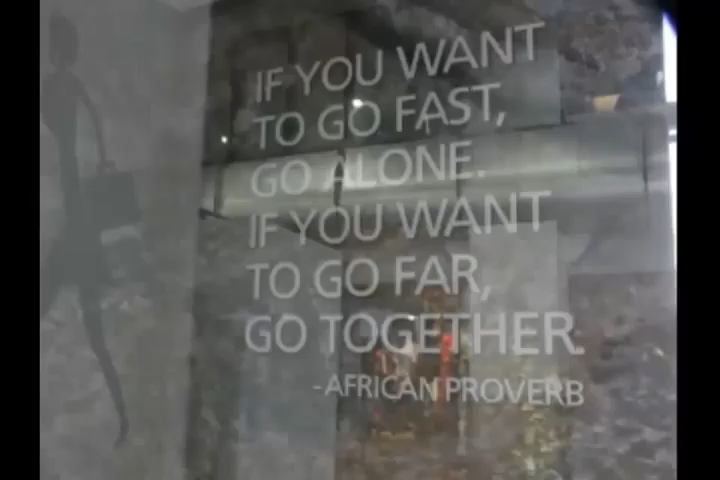 IF YOU WANT
TO GO FAST,
GO ALONE.
IF YOU WANT
TO GO FAR,
GO TOGETHER.
-AFRICAN PROVERB